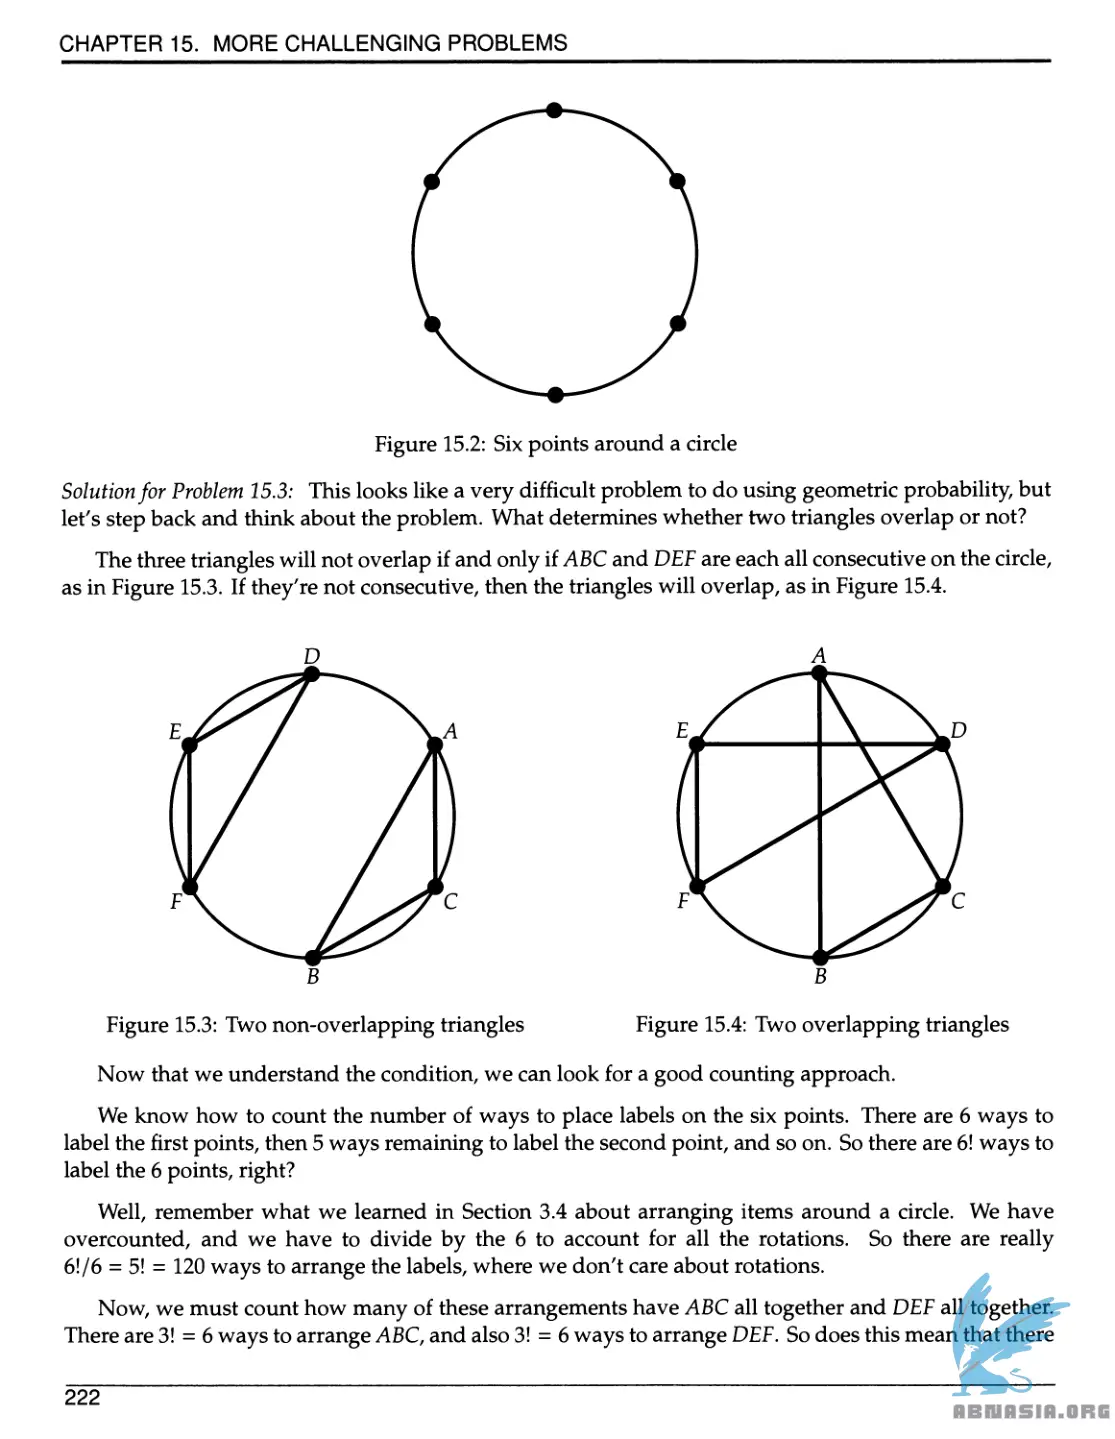 CHAPTER 15. MORE CHALLENGING PROBLEMS
Figure 15.2: Six points around a circle
Solution for Problem 15.3: This looks like a very difficult problem to do using geometric probability, but
let's step back and think about the problem. What determines whether two triangles overlap or not?
The three triangles will not overlap if and only if ABC and DEF are each all consecutive on the circle,
as in Figure 15.3. If they're not consecutive, then the triangles will overlap, as in Figure 15.4.
D
E
A
F
C
B
Figure 15.3: Two non-overlapping triangles
A
E
D
F
C
B
Figure 15.4: Two overlapping triangles
Now that we understand the condition, we can look for a good counting approach.
We know how to count the number of ways to place labels on the six points. There are 6 ways to
label the first points, then 5 ways remaining to label the second point, and so on. So there are 6! ways to
label the 6 points, right?
Well, remember what we learned in Section 3.4 about arranging items around a circle. We have
overcounted, and we have to divide by the 6 to account for all the rotations. So there are really
6!/6 = 5! = 120 ways to arrange the labels, where we don't care about rotations.
Now, we must count how many of these arrangements have ABC all together and DEF all together.
There are 3! = 6 ways to arrange ABC, and also 3! = 6 ways to arrange DEF. So does this mean that there
222
ABNASIA.ORG